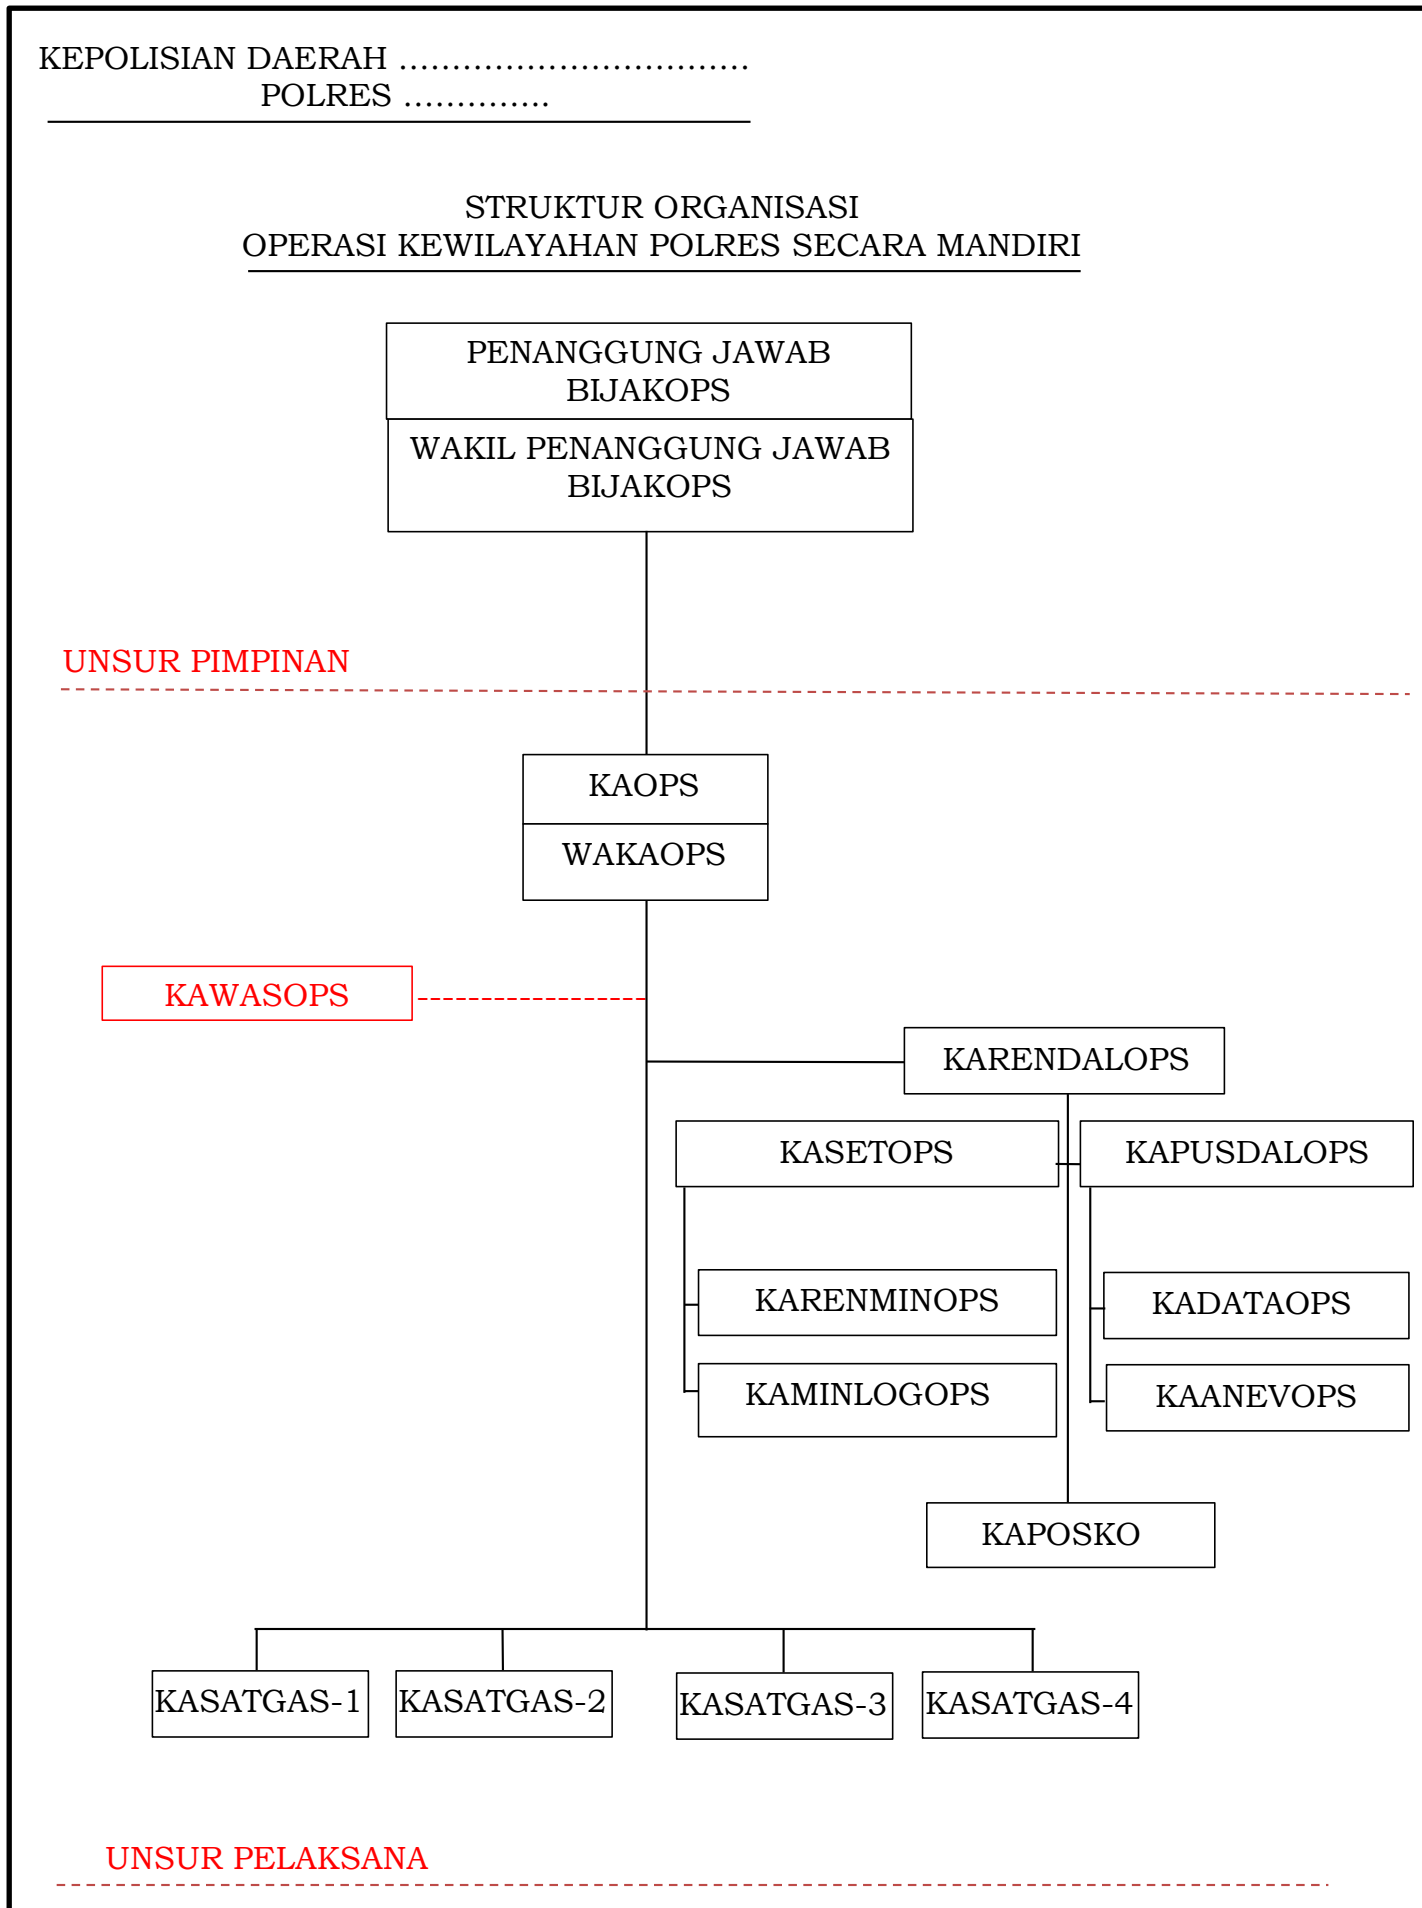 KEPOLISIAN DAERAH ……………………………
POLRES …………..
STRUKTUR ORGANISASI
OPERASI KEWILAYAHAN POLRES SECARA MANDIRI
PENANGGUNG JAWAB
BIJAKOPS
WAKIL PENANGGUNG JAWAB
BIJAKOPS
UNSUR PIMPINAN
KAOPS
WAKAOPS
KAWASOPS
KARENDALOPS
KASETOPS
KAPUSDALOPS
KARENMINOPS
KADATAOPS
KAMINLOGOPS
KAANEVOPS
KAPOSKO
KASATGAS-1
KASATGAS-2
KASATGAS-3
KASATGAS-4
UNSUR PELAKSANA